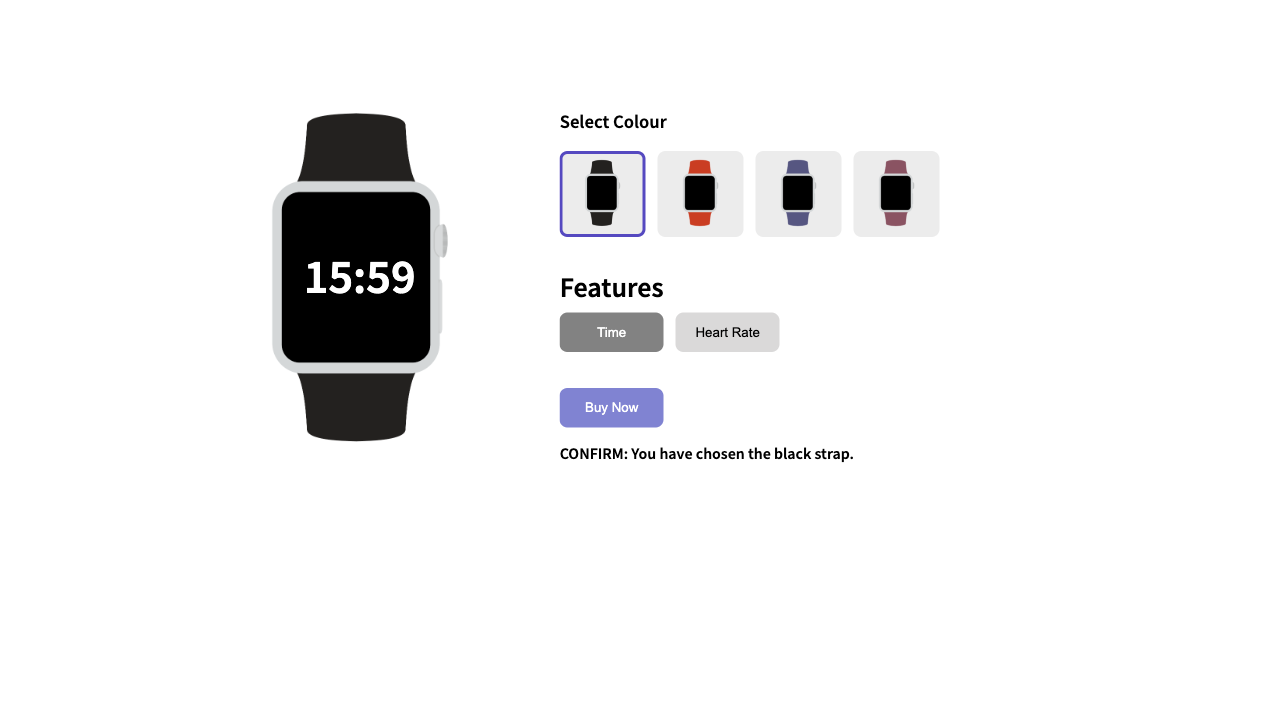 Select Colour
15:59
Features
Time
Heart Rate
Buy Now
CONFIRM: You have chosen the black strap.